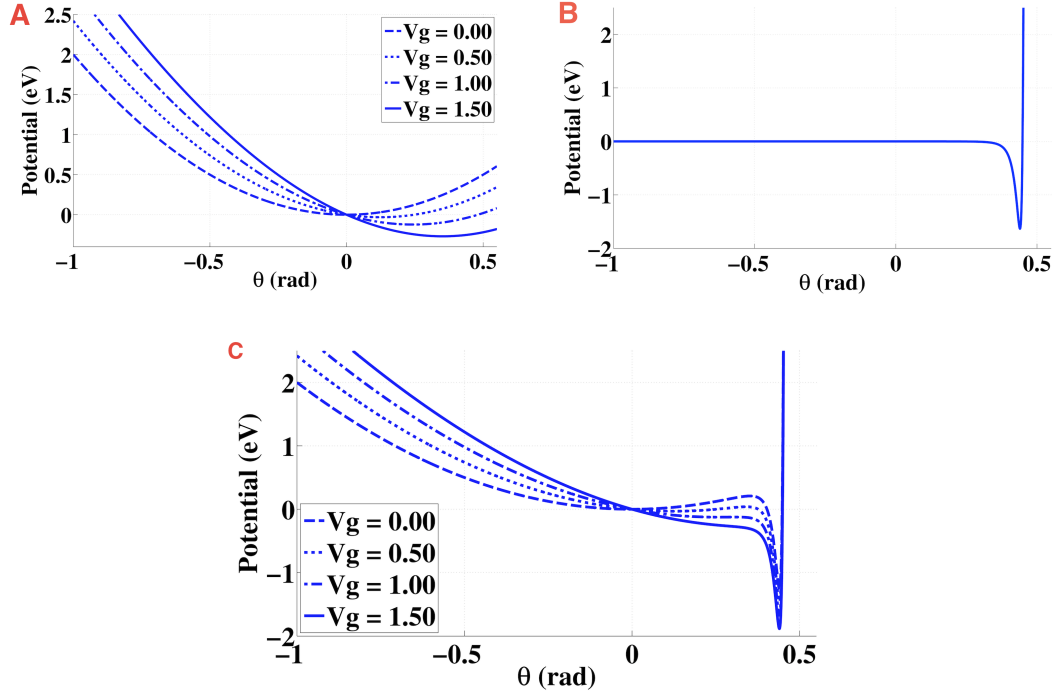 A
2.5
2
1.5
1
0.5
0
Potential (eV)
−1
−0.5
0
0.5
θ (rad)
Vg = 0.00
Vg = 0.50
Vg = 1.00
Vg = 1.50
B
2
1
0
−1
−2
Potential (eV)
−1
−0.5
0
0.5
θ (rad)
C
2
1
0
−1
−2
Potential (eV)
Vg = 0.00
Vg = 0.50
Vg = 1.00
Vg = 1.50
−1
−0.5
0
0.5
θ (rad)